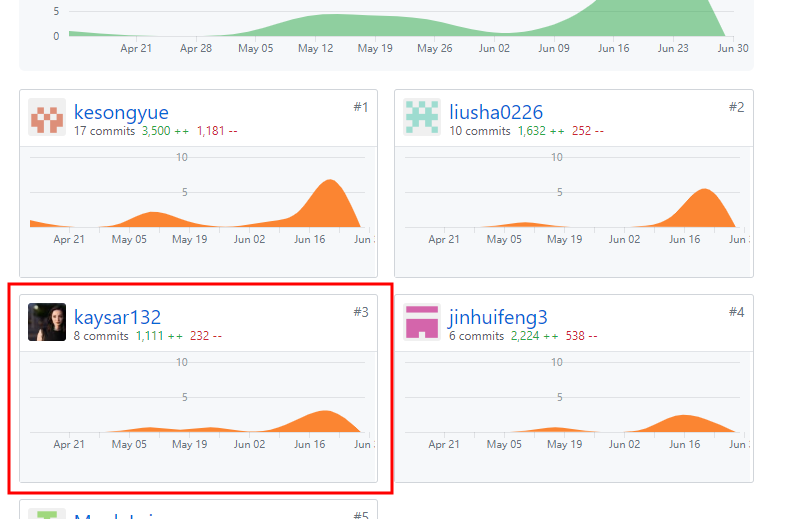 5
0
Apr 21 Apr 28 May 05 May 12 May 19 May 26 Jun 02 Jun 09 Jun 16 Jun 23 Jun 30
kesongyue #1
17 commits 3,500 ++ 1,181 --
10
5
Apr 21 May 05 May 19 Jun 02 Jun 16 Jun
liusha0226 #2
10 commits 1,632 ++ 252 --
10
5
Apr 21 May 05 May 19 Jun 02 Jun 16 Jun
kaysar132 #3
8 commits 1,111 ++ 232 --
10
5
Apr 21 May 05 May 19 Jun 02 Jun 16 Jun
jinhuifeng3 #4
6 commits 2,224 ++ 538 --
10
5
Apr 21 May 05 May 19 Jun 02 Jun 16 Jun
#5